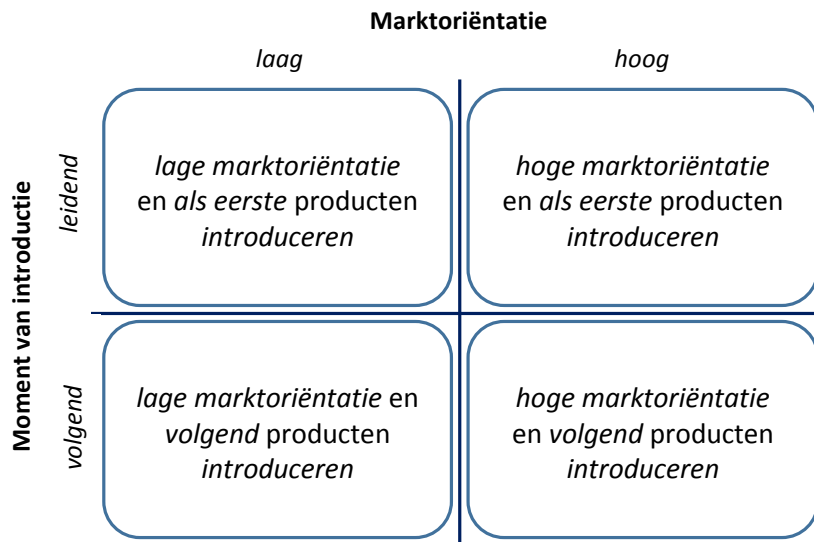 Marktoriëntatie
laag
hoog
Moment van introductie
leidend
lage marktoriëntatie
en als eerste producten
introduceren
hoge marktoriëntatie
en als eerste producten
introduceren
volgend
lage marktoriëntatie en
volgend producten
introduceren
hoge marktoriëntatie
en volgend producten
introduceren